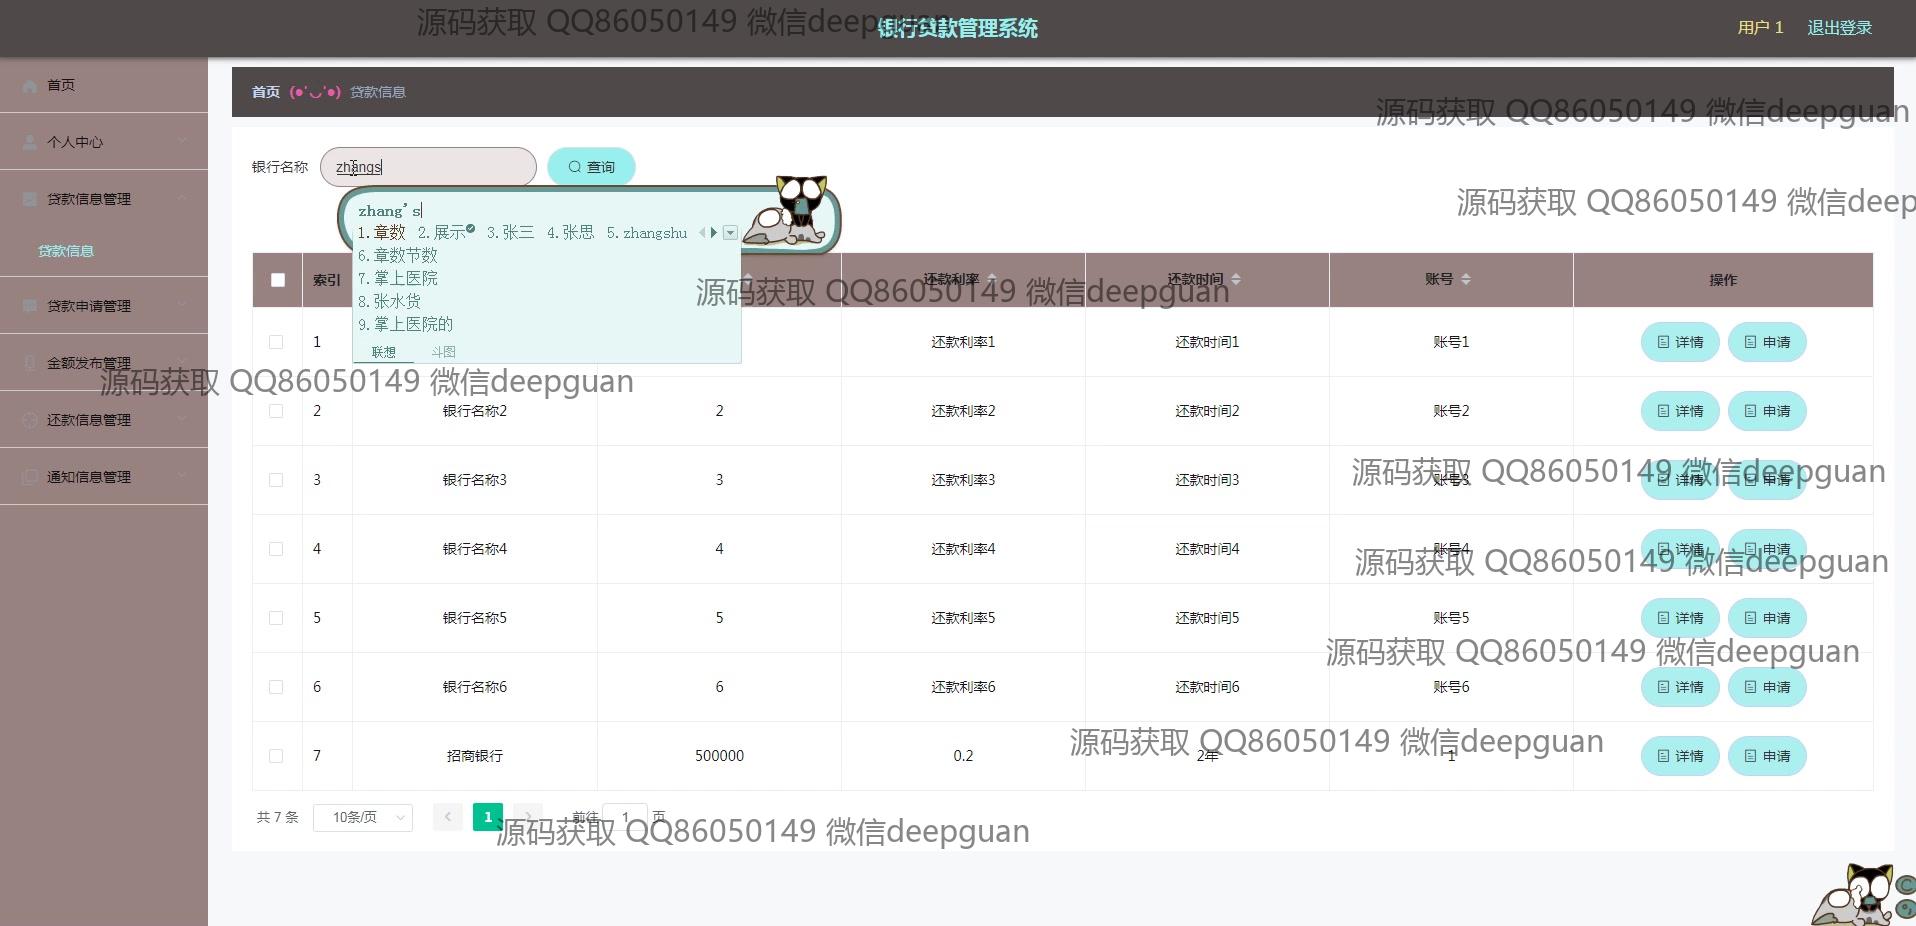 源码获取 QQ86050149 微信deepguan
银行贷款管理系统
用户 1 退出登录
首页
个人中心
贷款信息管理
贷款信息
贷款申请管理
金额发布管理
还款信息管理
通知信息管理
首页 (●'◡'●) 贷款信息
源码获取 QQ86050149 微信deepguan
银行名称 zhangs 查询
源码获取 QQ86050149 微信deep
zhang's
1.章数 2.展示 3.张三 4.张思 5.zhangshu
6.章数节数
7.掌上医院
8.张水货
9.掌上医院的
联想 斗图
索引 还款利率 还款时间 账号 操作
源码获取 QQ86050149 微信deepguan
1 还款利率1 还款时间1 账号1 详情 申请
源码获取 QQ86050149 微信deepguan
2 银行名称2 2 还款利率2 还款时间2 账号2 详情 申请
3 银行名称3 3 还款利率3 还款时间3 账号3 详情 申请
源码获取 QQ86050149 微信deepguan
4 银行名称4 4 还款利率4 还款时间4 账号4 详情 申请
源码获取 QQ86050149 微信deepguan
5 银行名称5 5 还款利率5 还款时间5 账号5 详情 申请
源码获取 QQ86050149 微信deepguan
6 银行名称6 6 还款利率6 还款时间6 账号6 详情 申请
源码获取 QQ86050149 微信deepguan
7 招商银行 500000 0.2 2年 1 详情 申请
共 7 条 10条/页 1 前往 1 页
源码获取 QQ86050149 微信deepguan